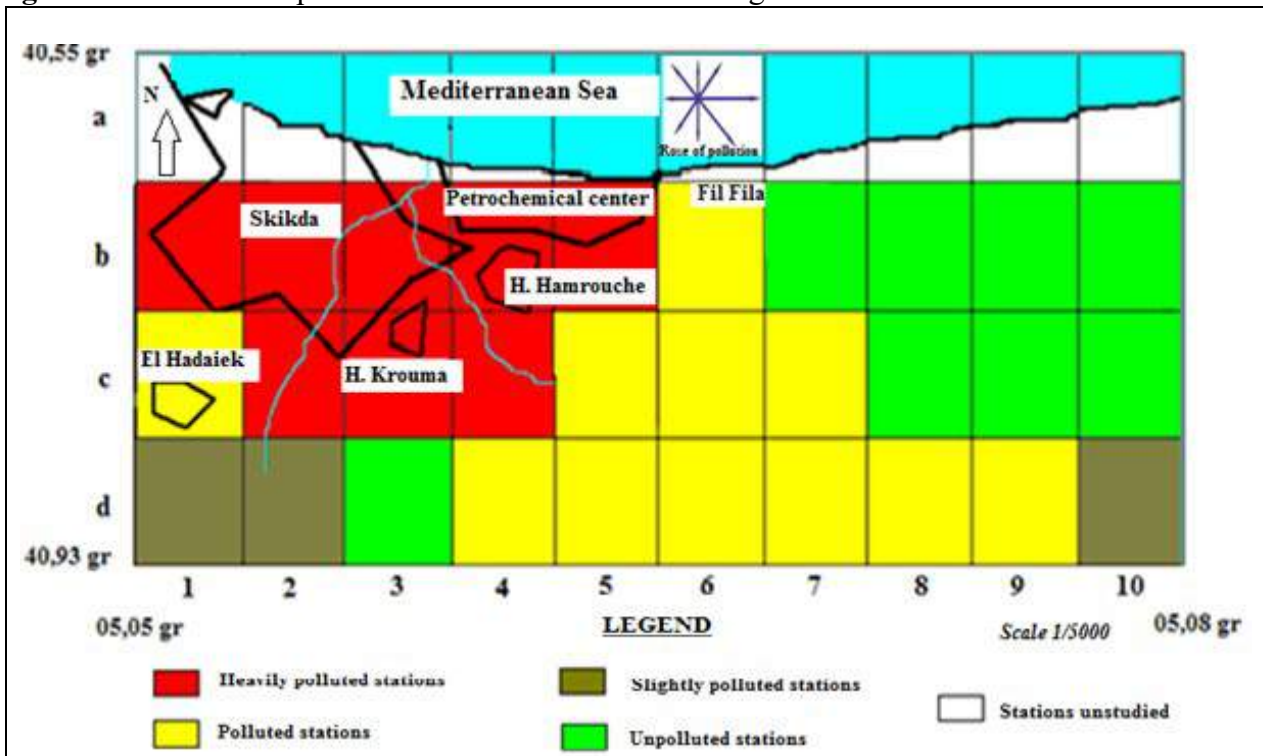 40,55 gr
N
Mediterranean Sea
a
Rose of pollution
Petrochemical center
Fil Fila
Skikda
b
H. Hamrouche
El Hadaiek
c
H. Krouma
d
40,93 gr
1 2 3 4 5 6 7 8 9 10
05,05 gr
LEGEND
Scale 1/5000
05,08 gr
Heavily polluted stations
Slightly polluted stations
Stations unstudied
Polluted stations
Unpolluted stations